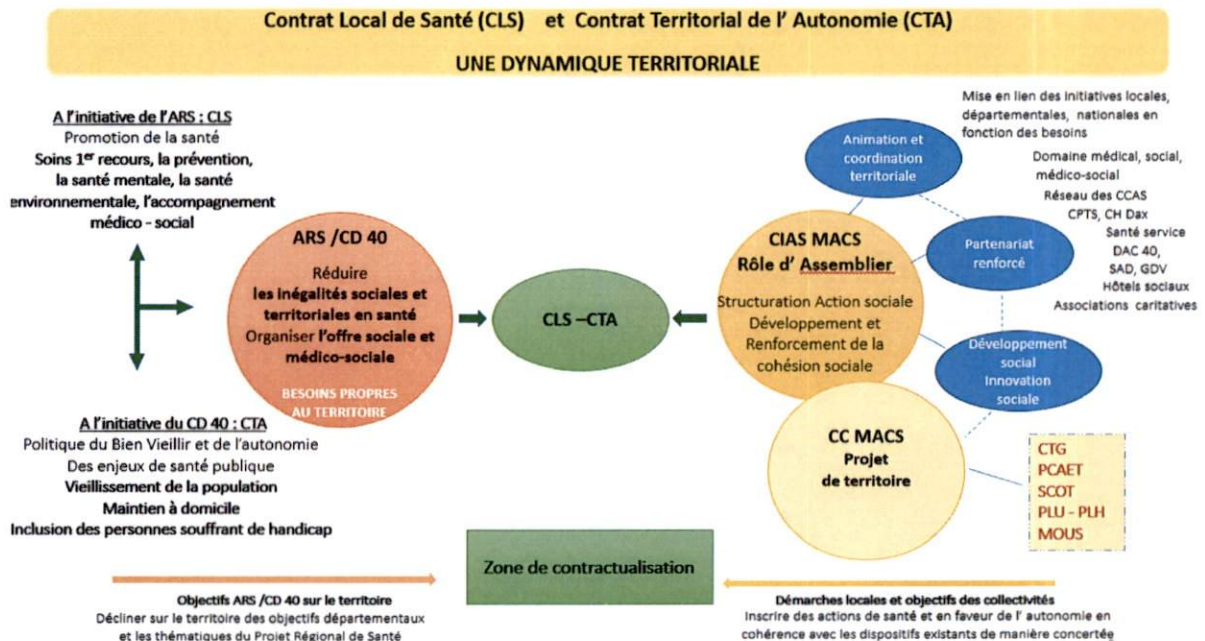 Contrat Local de Santé (CLS) et Contrat Territorial de l' Autonomie (CTA)
UNE DYNAMIQUE TERRITORIALE
A l'initiative de l'ARS : CLS
Promotion de la santé
Soins 1er recours, la prévention,
la santé mentale, la santé
environnementale, l'accompagnement
médico - social
ARS /CD 40
Réduire
les inégalités sociales et
territoriales en santé
Organiser l'offre sociale et
médico-sociale
BESOINS PROPRES
AU TERRITOIRE
A l'initiative du CD 40 : CTA
Politique du Bien Vieillir et de l'autonomie
Des enjeux de santé publique
Vieillissement de la population
Maintien à domicile
Inclusion des personnes souffrant de handicap
CLS –CTA
CIAS MACS
Rôle d' Assemblier
Structuration Action sociale
Développement et
Renforcement de la
cohésion sociale
CC MACS
Projet
de territoire
Animation et
coordination
territoriale
Mise en lien des initiatives locales,
départementales, nationales en
fonction des besoins
Partenariat
renforcé
Domaine médical, social,
médico-social
Réseau des CCAS
CPTS, CH Dax
Santé service
DAC 40,
SAD, GDV
Hôtels sociaux
Associations caritatives
Développement
social
Innovation
sociale
CTG
PCAET
SCOT
PLU - PLH
MOUS
Zone de contractualisation
Objectifs ARS /CD 40 sur le territoire
Décliner sur le territoire des objectifs départementaux
et les thématiques du Projet Régional de Santé
Démarches locales et objectifs des collectivités
Inscrire des actions de santé et en faveur de l' autonomie en
cohérence avec les dispositifs existants de manière concertée